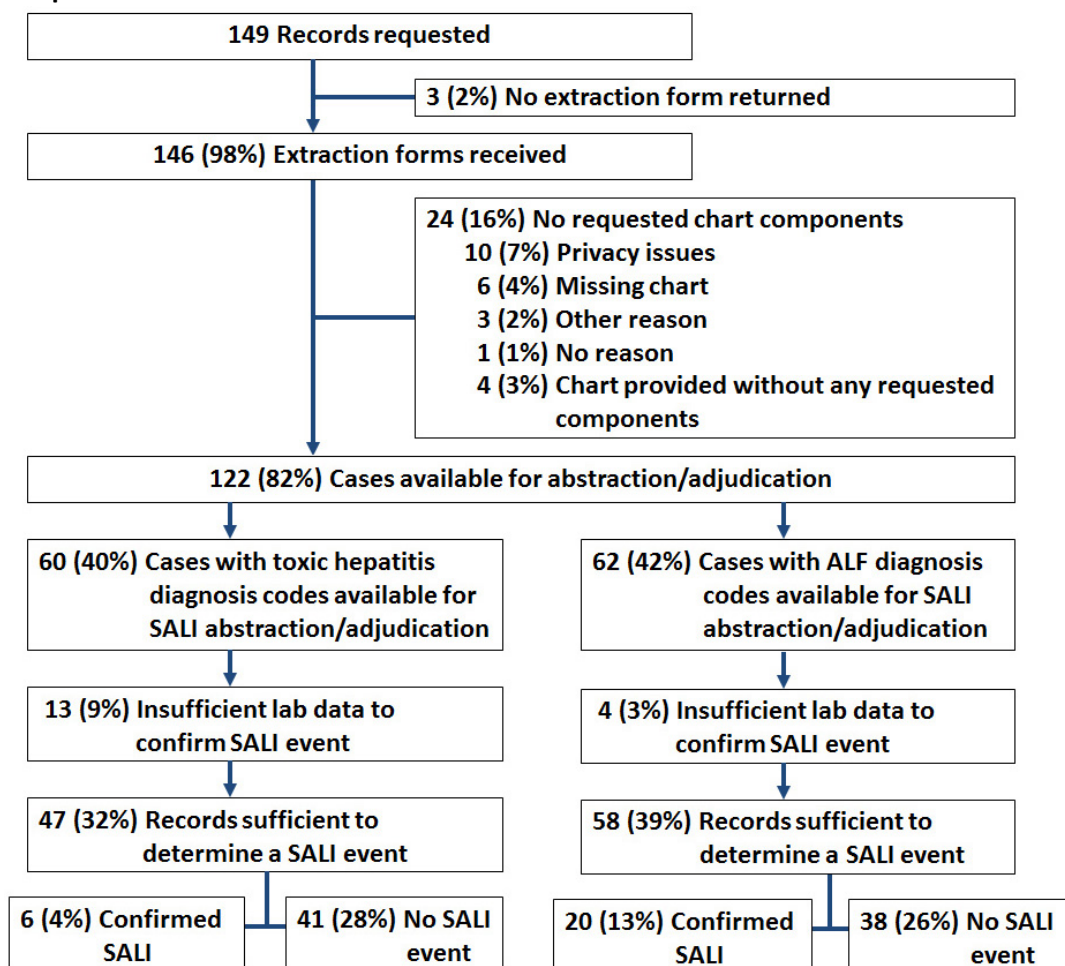 149 Records requested
3 (2%) No extraction form returned
146 (98%) Extraction forms received
24 (16%) No requested chart components
10 (7%) Privacy issues
6 (4%) Missing chart
3 (2%) Other reason
1 (1%) No reason
4 (3%) Chart provided without any requested
components
122 (82%) Cases available for abstraction/adjudication
60 (40%) Cases with toxic hepatitis
diagnosis codes available for
SALI abstraction/adjudication
62 (42%) Cases with ALF diagnosis
codes available for SALI
abstraction/adjudication
13 (9%) Insufficient lab data to
confirm SALI event
4 (3%) Insufficient lab data to
confirm SALI event
47 (32%) Records sufficient to
determine a SALI event
58 (39%) Records sufficient to
determine a SALI event
6 (4%) Confirmed
SALI
41 (28%) No SALI
event
20 (13%) Confirmed
SALI
38 (26%) No SALI
event